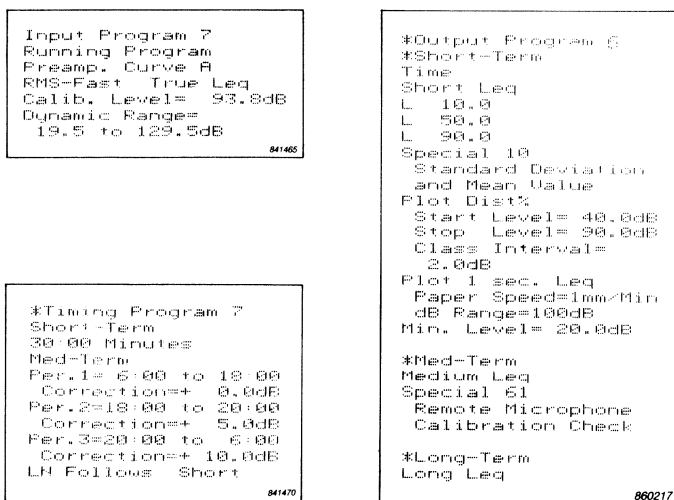 Input Program 7
Running Program
Preamp. Curve A
RMS-Fast True Leq
Calib. Level= 93.8dB
Dynamic Range=
19.5 to 129.5dB
841465
*Timing Program 7
Short-Term
30:00 Minutes
Med-Term
Per.1= 6:00 to 18:00
Correction=+ 0.0dB
Per.2=18:00 to 20:00
Correction=+ 5.0dB
Per.3=20:00 to 6:00
Correction=+ 10.0dB
LN Follows Short
841470
*Output Program 6
*Short-Term
Time
Short Leq
L 10.0
L 50.0
L 90.0
Special 10
Standard Deviation
and Mean Value
Plot Dist%
Start Level= 40.0dB
Stop Level= 90.0dB
Class Interval=
2.0dB
Plot 1 sec. Leq
Paper Speed=1mm/Min
dB Range=100dB
Min. Level= 20.0dB
*Med-Term
Medium Leq
Special 61
Remote Microphone
Calibration Check
*Long-Term
Long Leq
860217